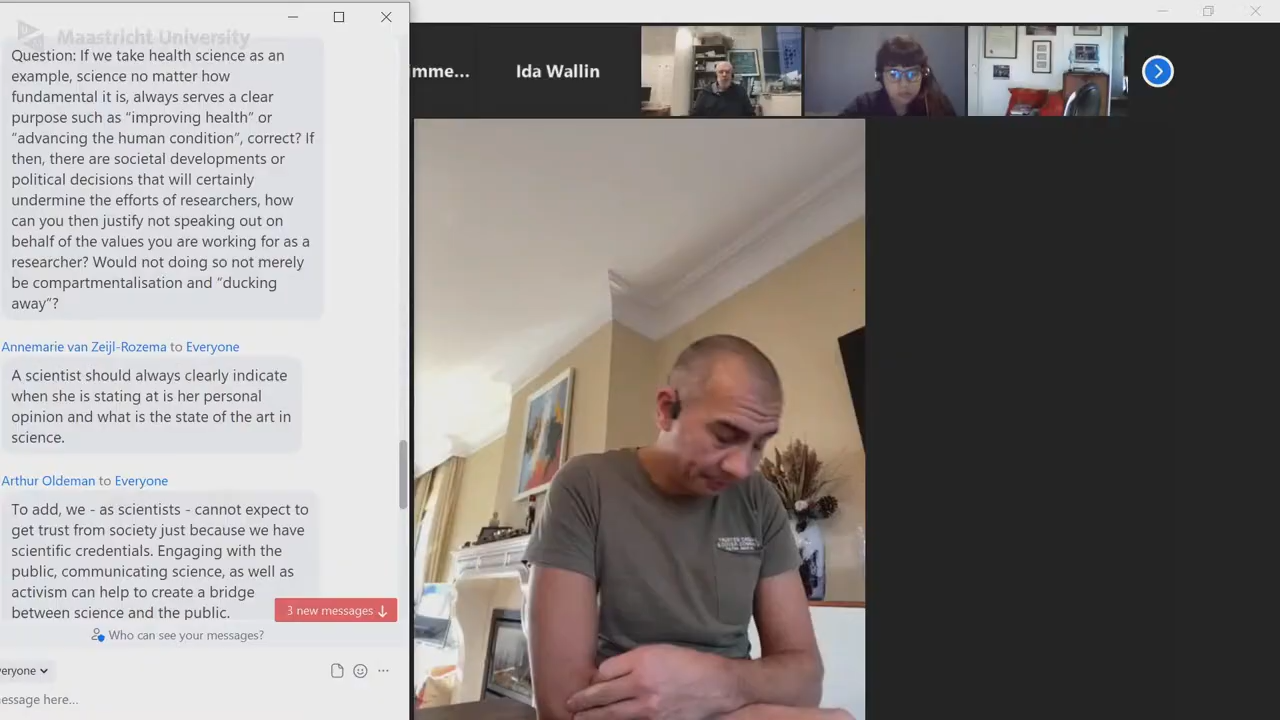 Maastricht University
Question: If we take health science as an
example, science no matter how
fundamental it is, always serves a clear
purpose such as “improving health” or
“advancing the human condition”, correct? If
then, there are societal developments or
political decisions that will certainly
undermine the efforts of researchers, how
can you then justify not speaking out on
behalf of the values you are working for as a
researcher? Would not doing so not merely
be compartmentalisation and “ducking
away”?
Annemarie van Zeijl-Rozema to Everyone
A scientist should always clearly indicate
when she is stating at is her personal
opinion and what is the state of the art in
science.
Arthur Oldeman to Everyone
To add, we - as scientists - cannot expect to
get trust from society just because we have
scientific credentials. Engaging with the
public, communicating science, as well as
activism can help to create a bridge
between science and the public.
3 new messages
Who can see your messages?
eryone
essage here...
imme...
Ida Wallin